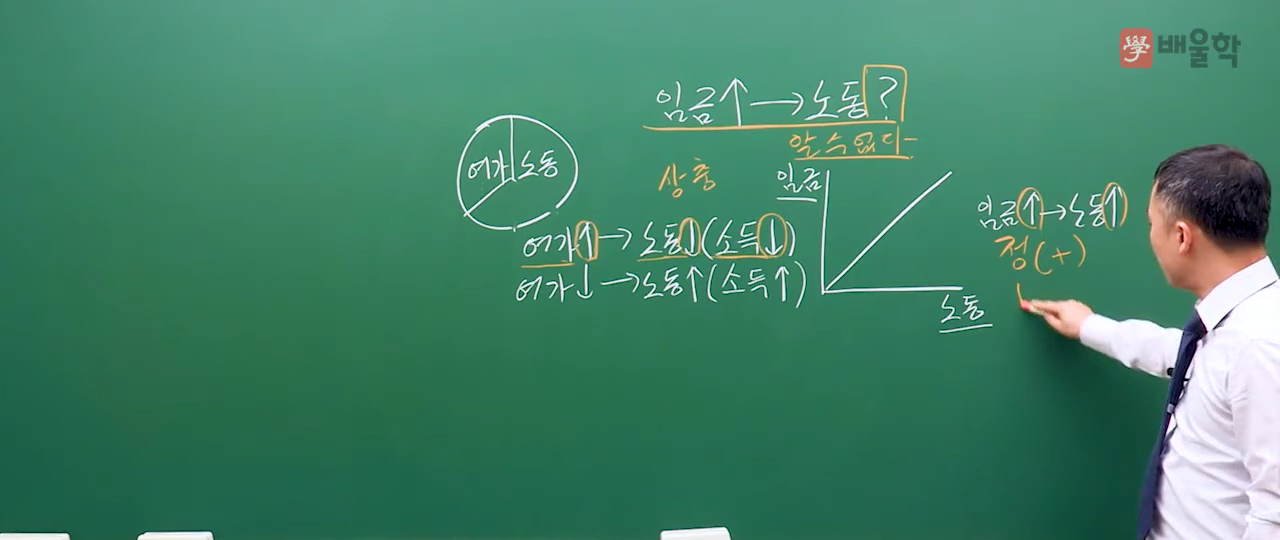 學 배울학
임금↑→노동?
알 수 없다
여가 노동
상충
임금
여가↑→노동↓(소득↓)
여가↓→노동↑(소득↑)
노동
임금↑→노동↑
정(+)